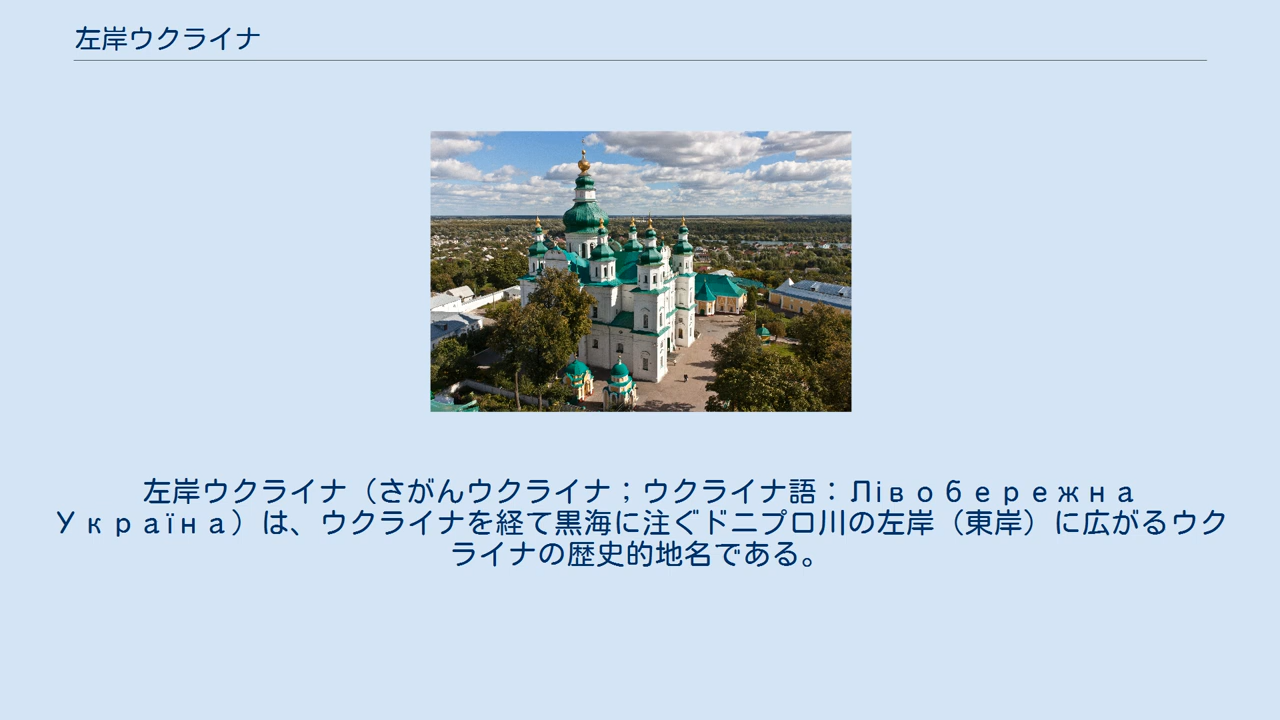 左岸ウクライナ
左岸ウクライナ（さがんウクライナ；ウクライナ語：Лівобережна
Україна）は、ウクライナを経て黒海に注ぐドニプロ川の左岸（東岸）に広がるウク
ライナの歴史的地名である。